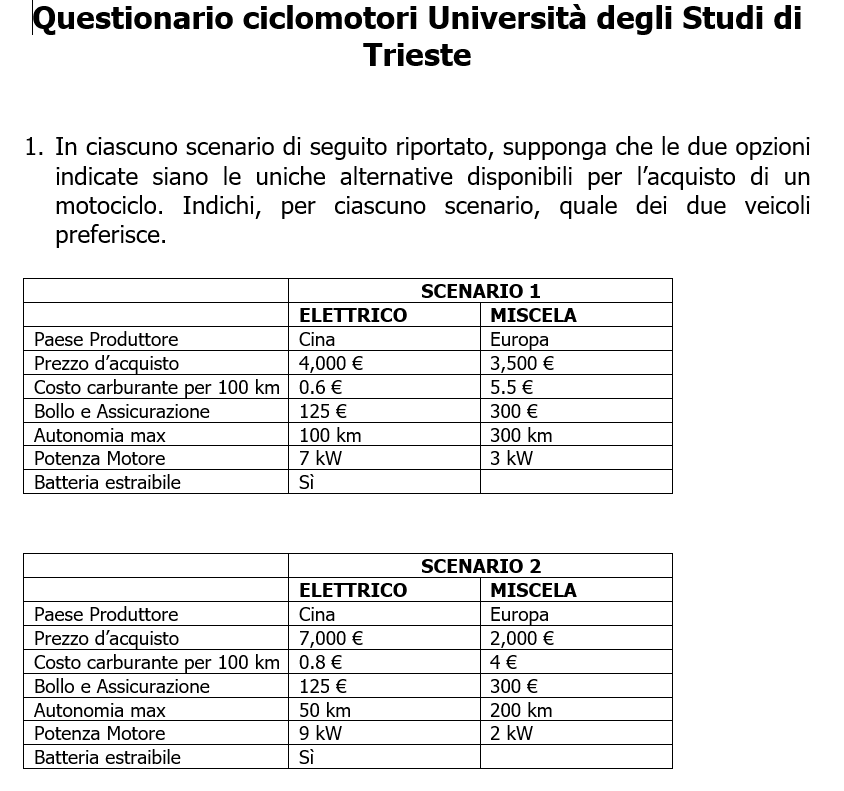 Questionario ciclomotori Università degli Studi di
Trieste
1. In ciascuno scenario di seguito riportato, supponga che le due opzioni
indicate siano le uniche alternative disponibili per l'acquisto di un
motociclo. Indichi, per ciascuno scenario, quale dei due veicoli
preferisce.
SCENARIO 1
ELETTRICO MISCELA
Paese Produttore Cina Europa
Prezzo d'acquisto 4,000 € 3,500 €
Costo carburante per 100 km 0.6 € 5.5 €
Bollo e Assicurazione 125 € 300 €
Autonomia max 100 km 300 km
Potenza Motore 7 kW 3 kW
Batteria estraibile Sì
SCENARIO 2
ELETTRICO MISCELA
Paese Produttore Cina Europa
Prezzo d'acquisto 7,000 € 2,000 €
Costo carburante per 100 km 0.8 € 4 €
Bollo e Assicurazione 125 € 300 €
Autonomia max 50 km 200 km
Potenza Motore 9 kW 2 kW
Batteria estraibile Sì